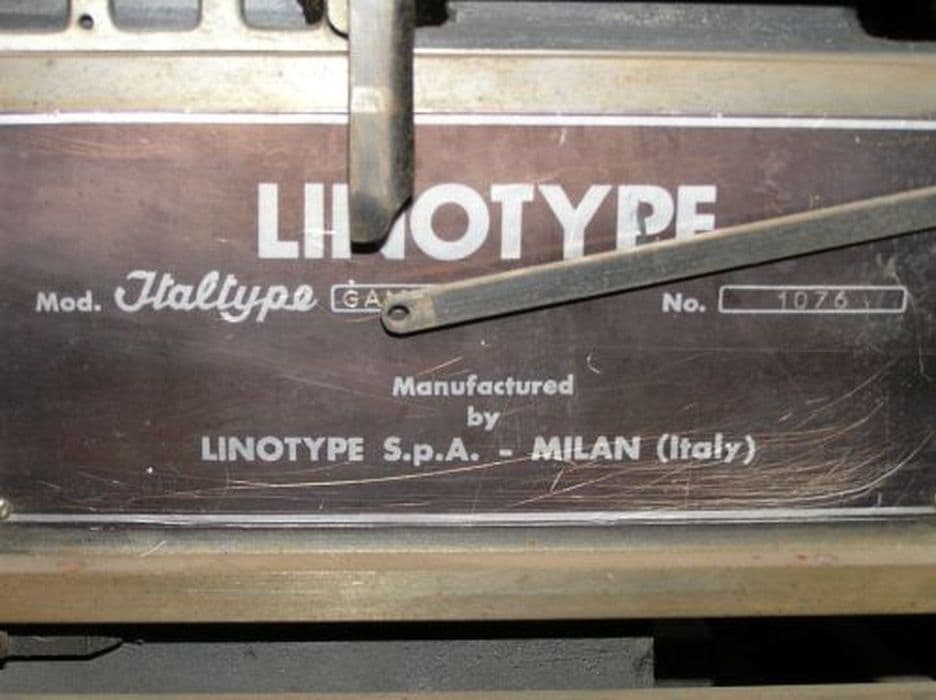 LINOTYPE
Mod. Italtype No. 1076
Manufactured
by
LINOTYPE S.p.A. - MILAN (Italy)